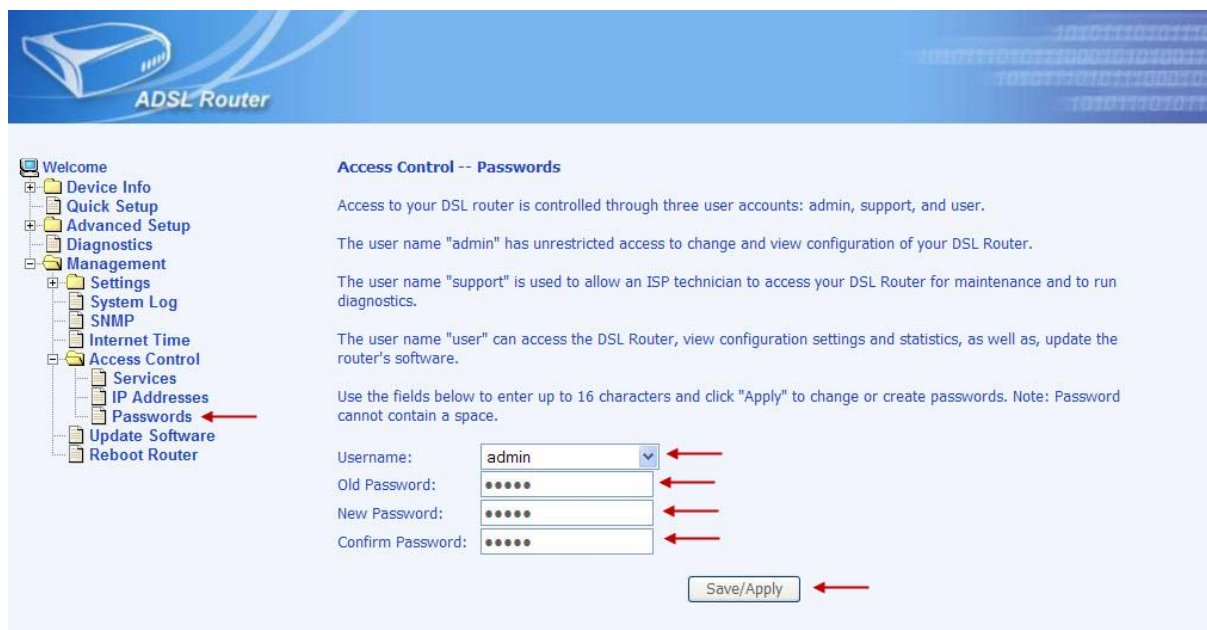 ADSL Router
Welcome
Device Info
Quick Setup
Advanced Setup
Diagnostics
Management
Settings
System Log
SNMP
Internet Time
Access Control
Services
IP Addresses
Passwords
Update Software
Reboot Router
Access Control -- Passwords
Access to your DSL router is controlled through three user accounts: admin, support, and user.
The user name "admin" has unrestricted access to change and view configuration of your DSL Router.
The user name "support" is used to allow an ISP technician to access your DSL Router for maintenance and to run
diagnostics.
The user name "user" can access the DSL Router, view configuration settings and statistics, as well as, update the
router's software.
Use the fields below to enter up to 16 characters and click "Apply" to change or create passwords. Note: Password
cannot contain a space.
Username: admin
Old Password: •••••
New Password: •••••
Confirm Password: •••••
Save/Apply